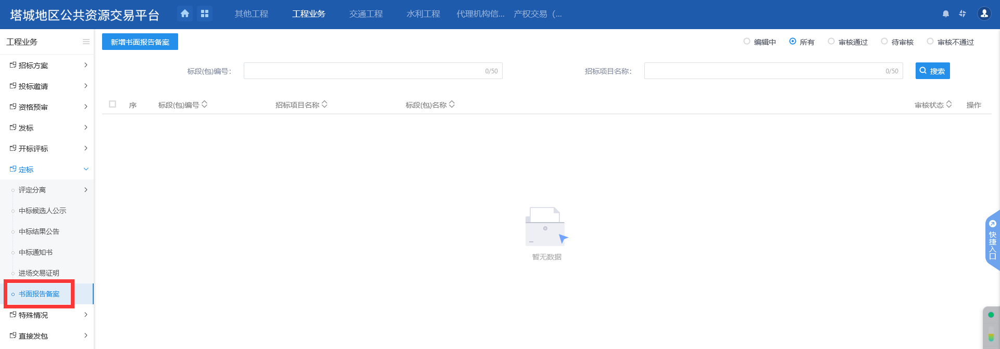 塔城地区公共资源交易平台
其他工程
工程业务
交通工程
水利工程
代理机构信...
产权交易（...
工程业务
招标方案
投标邀请
资格预审
发标
开标评标
定标
评定分离
中标候选人公示
中标结果公告
中标通知书
进场交易证明
书面报告备案
特殊情况
直接发包
新增书面报告备案
编辑中
所有
审核通过
待审核
审核不通过
标段(包)编号：
0/50
招标项目名称：
0/50
搜索
序
标段(包)编号
招标项目名称
标段(包)名称
审核状态
操作
暂无数据
快捷入口